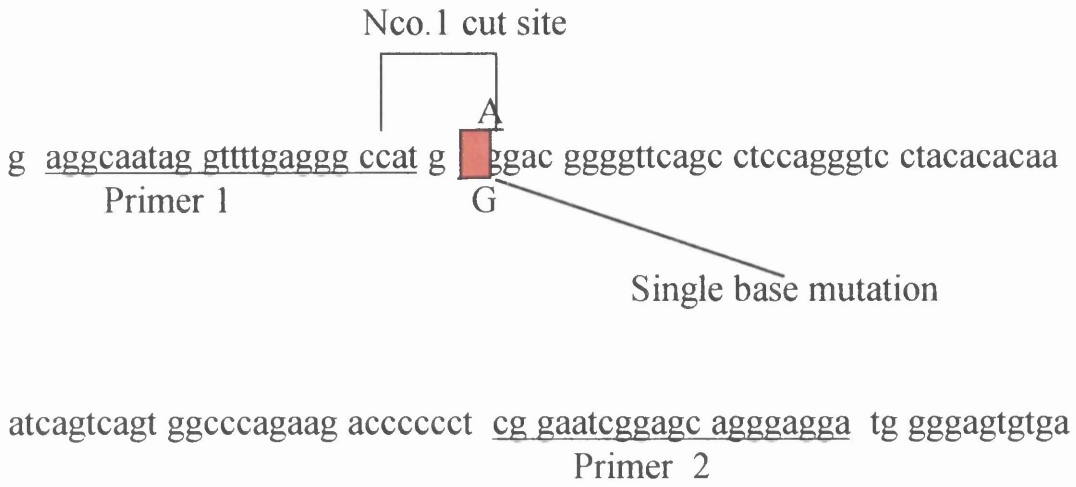 Nco.1 cut site
A
g aggcaatag gttttgaggg ccat g ggac ggggttcagc ctccagggtc ctacacacaa
Primer 1
G
Single base mutation
atcagtcagt ggcccagaag acccccct cg gaatcggagc agggagga tg gggagtgtga
Primer 2